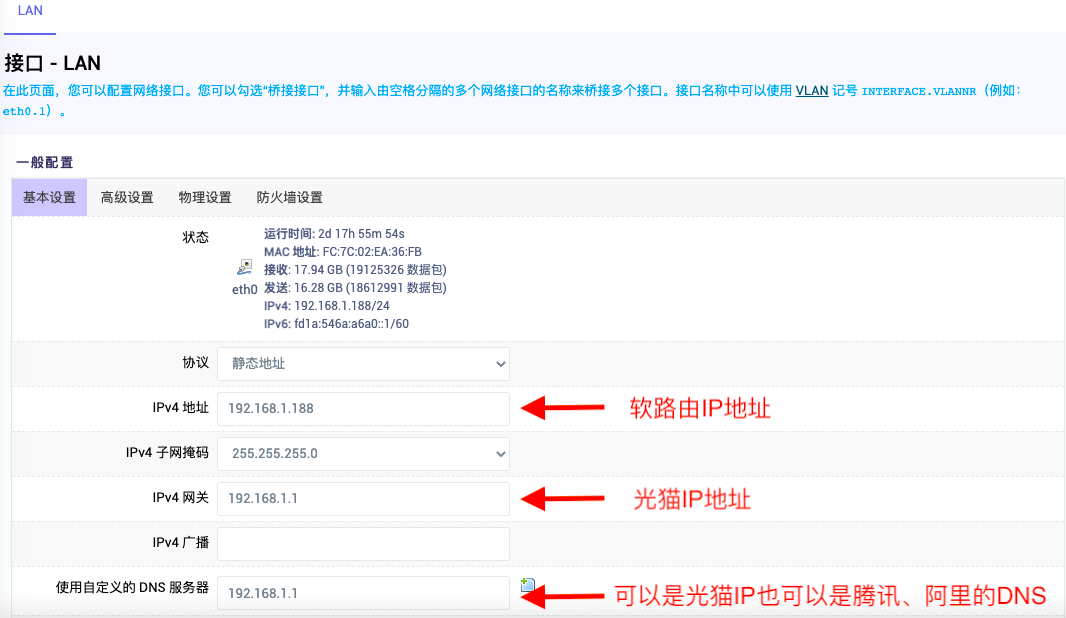 LAN
接口 - LAN
在此页面，您可以配置网络接口。您可以勾选“桥接接口”，并输入由空格分隔的多个网络接口的名称来桥接多个接口。接口名称中可以使用 VLAN 记号 INTERFACE.VLANNR（例如：
eth0.1）。
一般配置
基本设置 高级设置 物理设置 防火墙设置
状态
运行时间: 2d 17h 55m 54s
MAC 地址: FC:7C:02:EA:36:FB
接收: 17.94 GB (19125326 数据包)
eth0 发送: 16.28 GB (18612991 数据包)
IPv4: 192.168.1.188/24
IPv6: fd1a:546a:a6a0::1/60
协议 静态地址
IPv4 地址 192.168.1.188 软路由IP地址
IPv4 子网掩码 255.255.255.0
IPv4 网关 192.168.1.1 光猫IP地址
IPv4 广播
使用自定义的 DNS 服务器 192.168.1.1 可以是光猫IP也可以是腾讯、阿里的DNS